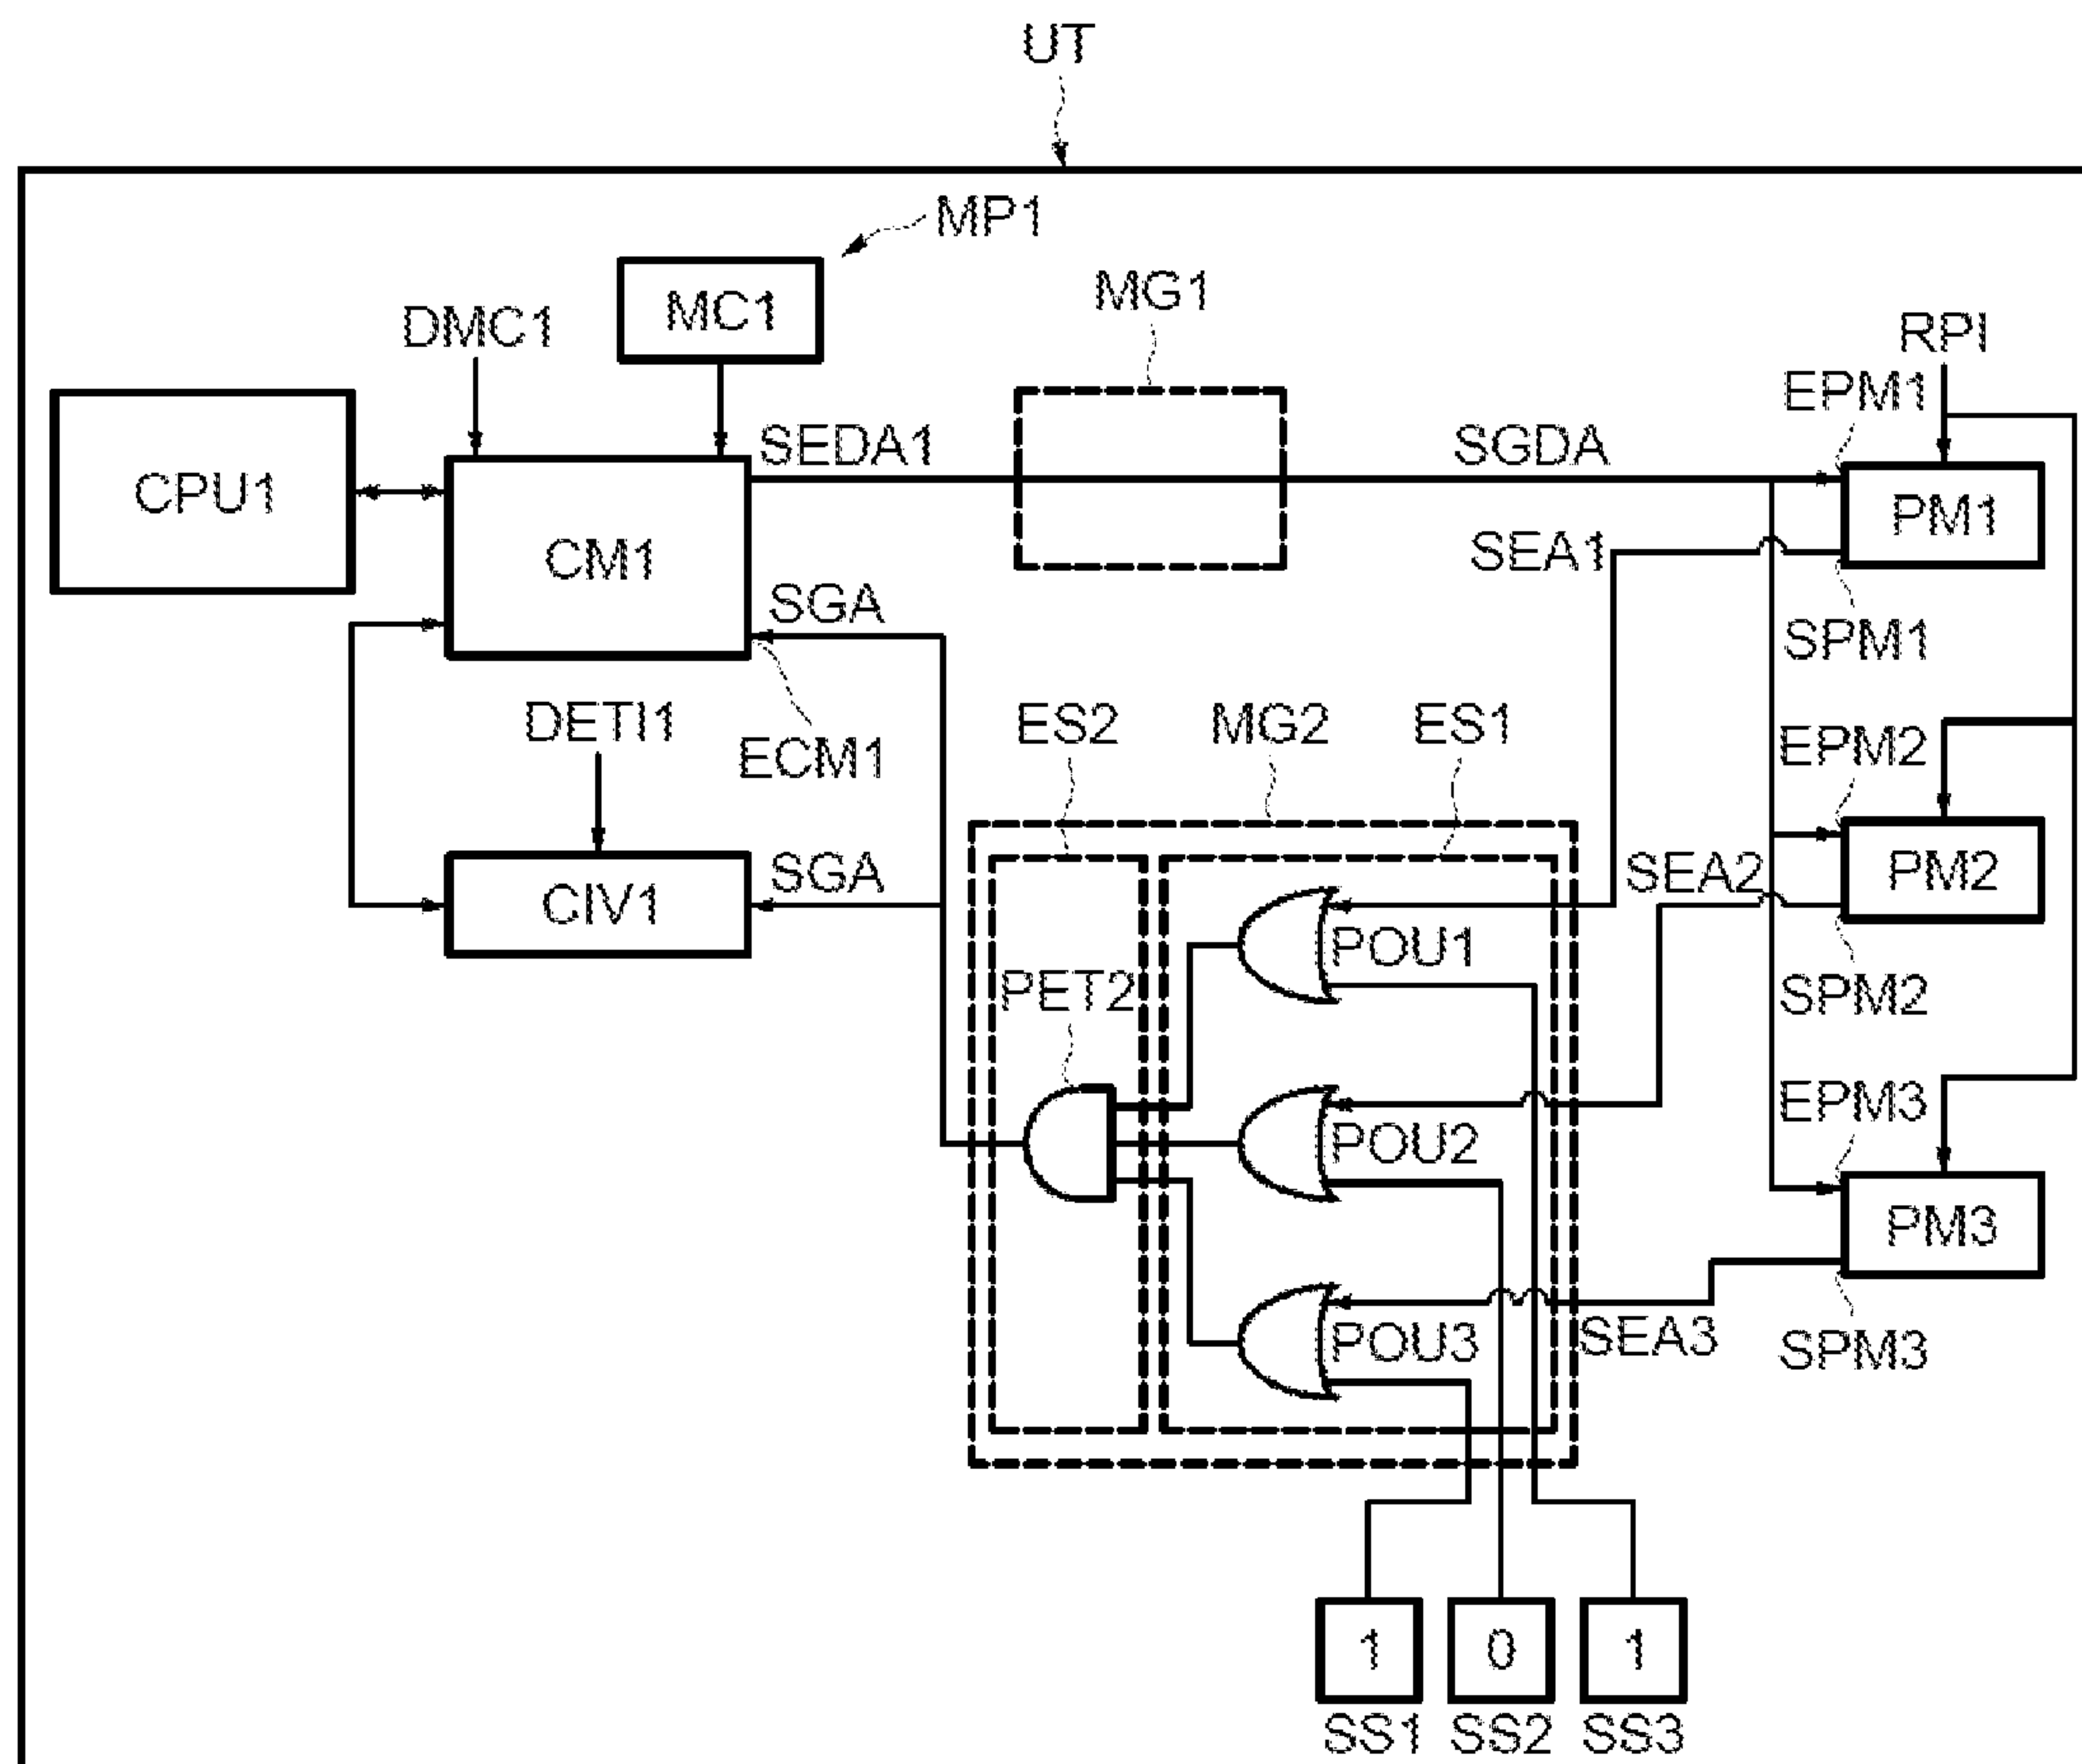 UT
MP1
MC1
MG1
DMC1
RPI
EPM1
CPU1
SEDA1
SGDA
PM1
CM1
SEA1
SGA
SPM1
DETI1
ECM1
ES2
MG2
ES1
EPM2
CIV1
SGA
SEA2
PM2
POU1
PET2
SPM2
EPM3
POU2
PM3
POU3
SEA3
SPM3
1
0
1
SS1
SS2
SS3